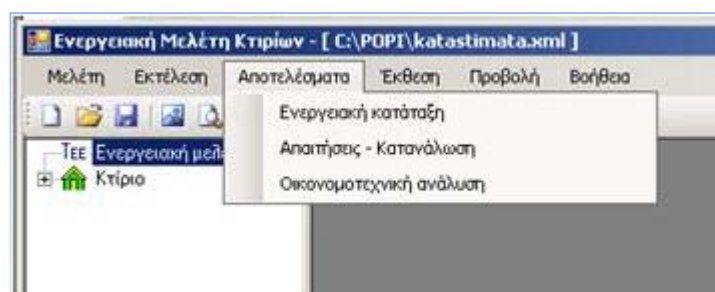 Ενεργειακή Μελέτη Κτιρίων - [ C:\POPI\katastimata.xml ]
Μελέτη Εκτέλεση Αποτελέσματα Έκθεση Προβολή Βοήθεια
Ενεργειακή κατάταξη
Απαιτήσεις - Κατανάλωση
Οικονομοτεχνική ανάλυση
ΤΕΕ Ενεργειακή
Κτίριο